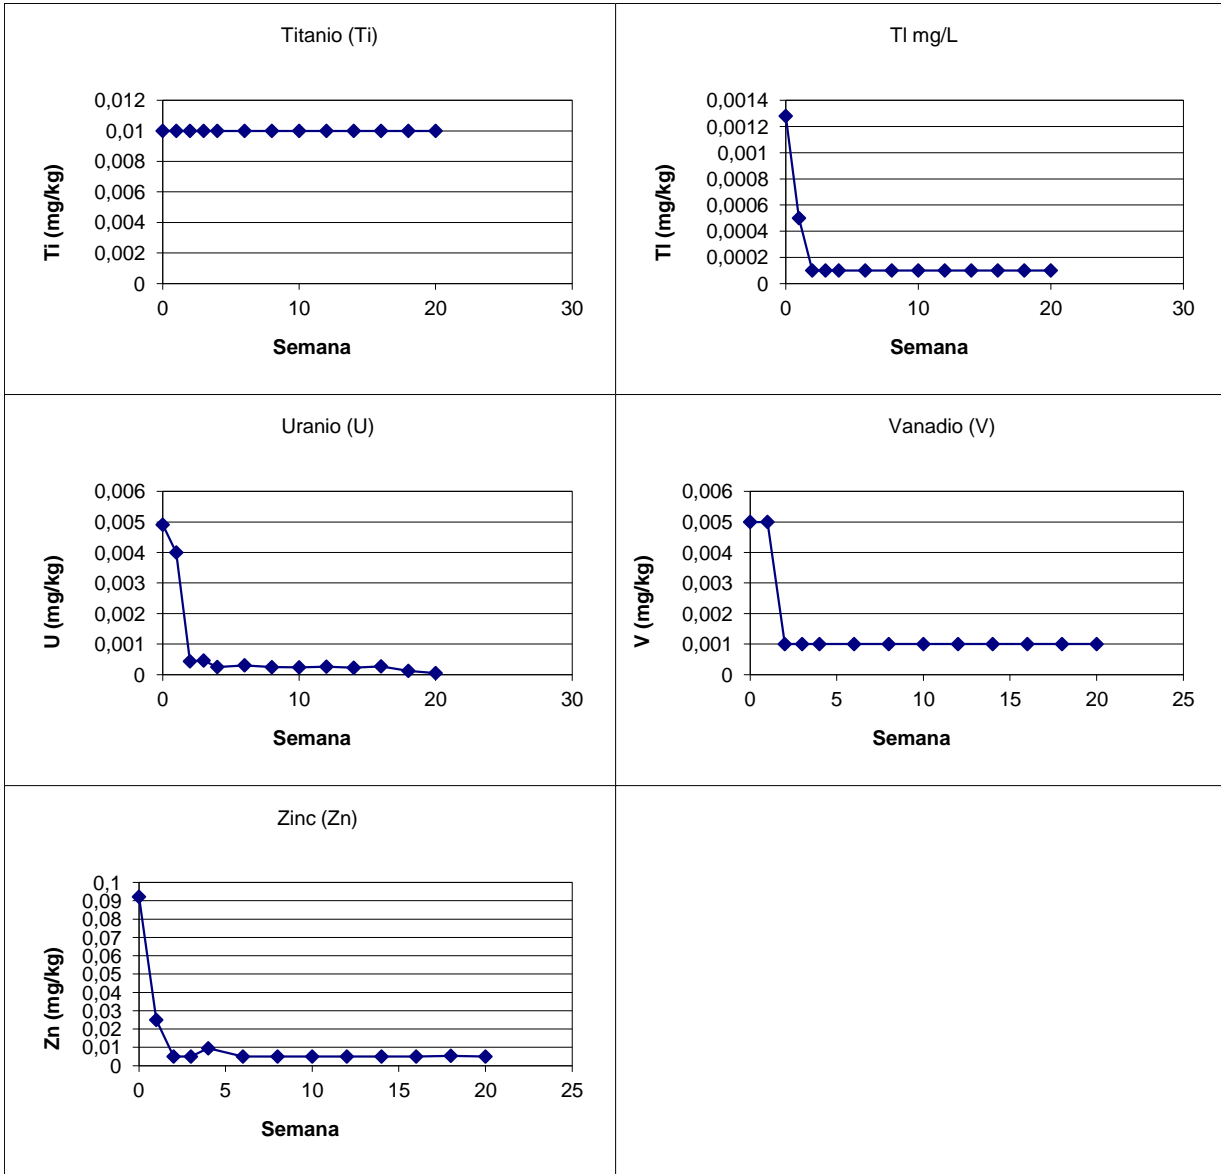 Titanio (Ti)
0,012
0,01
0,008
0,006
0,004
0,002
0
0 10 20 30
Ti (mg/kg)
Semana
Tl mg/L
0,0014
0,0012
0,001
0,0008
0,0006
0,0004
0,0002
0
0 10 20 30
Tl (mg/kg)
Semana
Uranio (U)
0,006
0,005
0,004
0,003
0,002
0,001
0
0 10 20 30
U (mg/kg)
Semana
Vanadio (V)
0,006
0,005
0,004
0,003
0,002
0,001
0
0 5 10 15 20 25
V (mg/kg)
Semana
Zinc (Zn)
0,1
0,09
0,08
0,07
0,06
0,05
0,04
0,03
0,02
0,01
0
0 5 10 15 20 25
Zn (mg/kg)
Semana